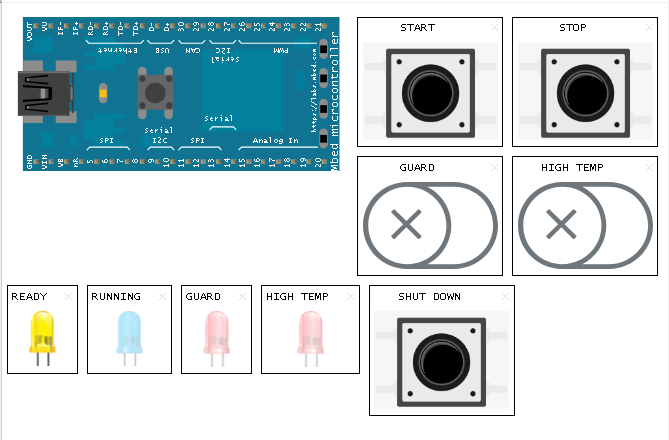 VOUT VU IF- IF+ RD- RD+ TD- TD+ D- D+ 30 29 28 27 26 25 24 23 22 21
Ethernet USB CAN I2C PWM
Serial
https://labs.mbed.com
Mbed microcontroller
Serial
Serial
SPI I2C SPI Analog In
GND VIN VB nR 5 6 7 8 9 10 11 12 13 14 15 16 17 18 19 20
START
STOP
GUARD
HIGH TEMP
READY
RUNNING
GUARD
HIGH TEMP
SHUT DOWN